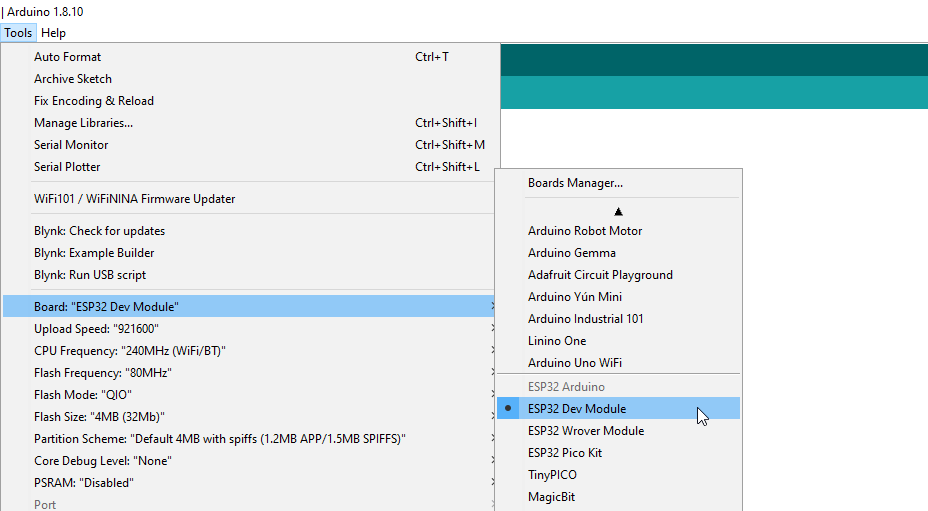 | Arduino 1.8.10
Tools Help
Auto Format Ctrl+T
Archive Sketch
Fix Encoding & Reload
Manage Libraries... Ctrl+Shift+I
Serial Monitor Ctrl+Shift+M
Serial Plotter Ctrl+Shift+L
WiFi101 / WiFiNINA Firmware Updater
Blynk: Check for updates
Blynk: Example Builder
Blynk: Run USB script
Board: "ESP32 Dev Module"
Upload Speed: "921600"
CPU Frequency: "240MHz (WiFi/BT)"
Flash Frequency: "80MHz"
Flash Mode: "QIO"
Flash Size: "4MB (32Mb)"
Partition Scheme: "Default 4MB with spiffs (1.2MB APP/1.5MB SPIFFS)"
Core Debug Level: "None"
PSRAM: "Disabled"
Port
Boards Manager...
Arduino Robot Motor
Arduino Gemma
Adafruit Circuit Playground
Arduino Yún Mini
Arduino Industrial 101
Linino One
Arduino Uno WiFi
ESP32 Arduino
ESP32 Dev Module
ESP32 Wrover Module
ESP32 Pico Kit
TinyPICO
MagicBit